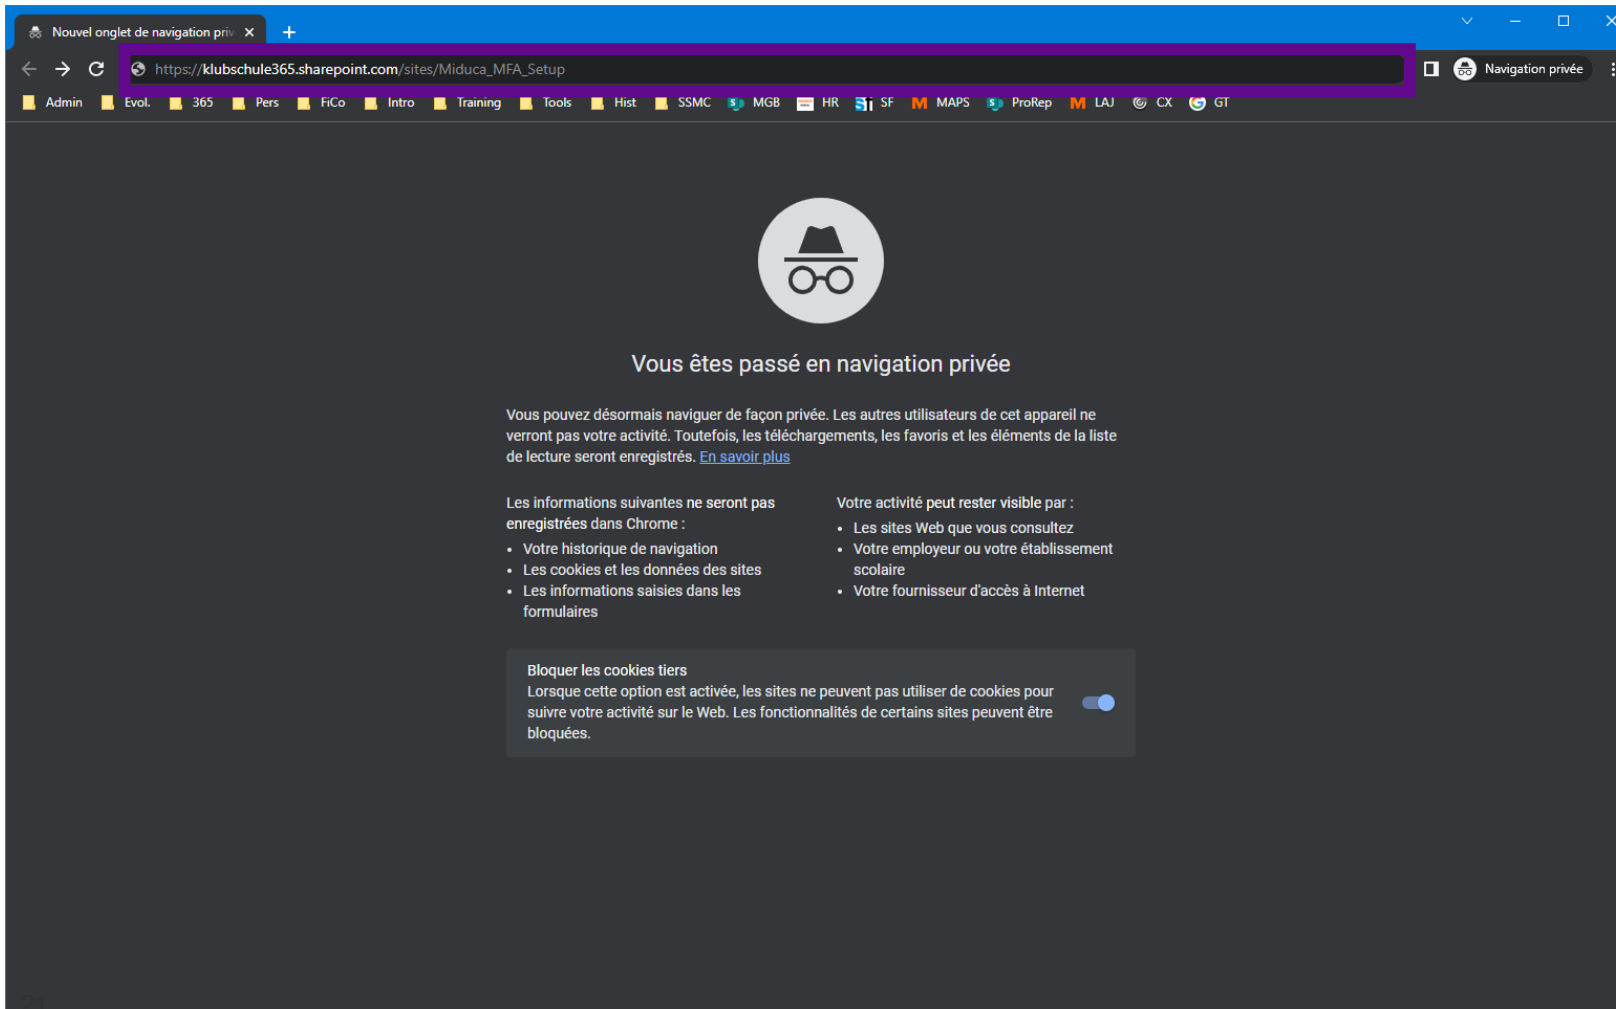 Nouvel onglet de navigation priv
https://klubschule365.sharepoint.com/sites/Miduca_MFA_Setup
Navigation privée
Admin Evol. 365 Pers FiCo Intro Training Tools Hist SSMC MGB HR SF MAPS ProRep LAJ CX GT
Vous êtes passé en navigation privée
Vous pouvez désormais naviguer de façon privée. Les autres utilisateurs de cet appareil ne
verront pas votre activité. Toutefois, les téléchargements, les favoris et les éléments de la liste
de lecture seront enregistrés. En savoir plus
Les informations suivantes ne seront pas
enregistrées dans Chrome :
• Votre historique de navigation
• Les cookies et les données des sites
• Les informations saisies dans les
formulaires
Votre activité peut rester visible par :
• Les sites Web que vous consultez
• Votre employeur ou votre établissement
scolaire
• Votre fournisseur d'accès à Internet
Bloquer les cookies tiers
Lorsque cette option est activée, les sites ne peuvent pas utiliser de cookies pour
suivre votre activité sur le Web. Les fonctionnalités de certains sites peuvent être
bloquées.
21